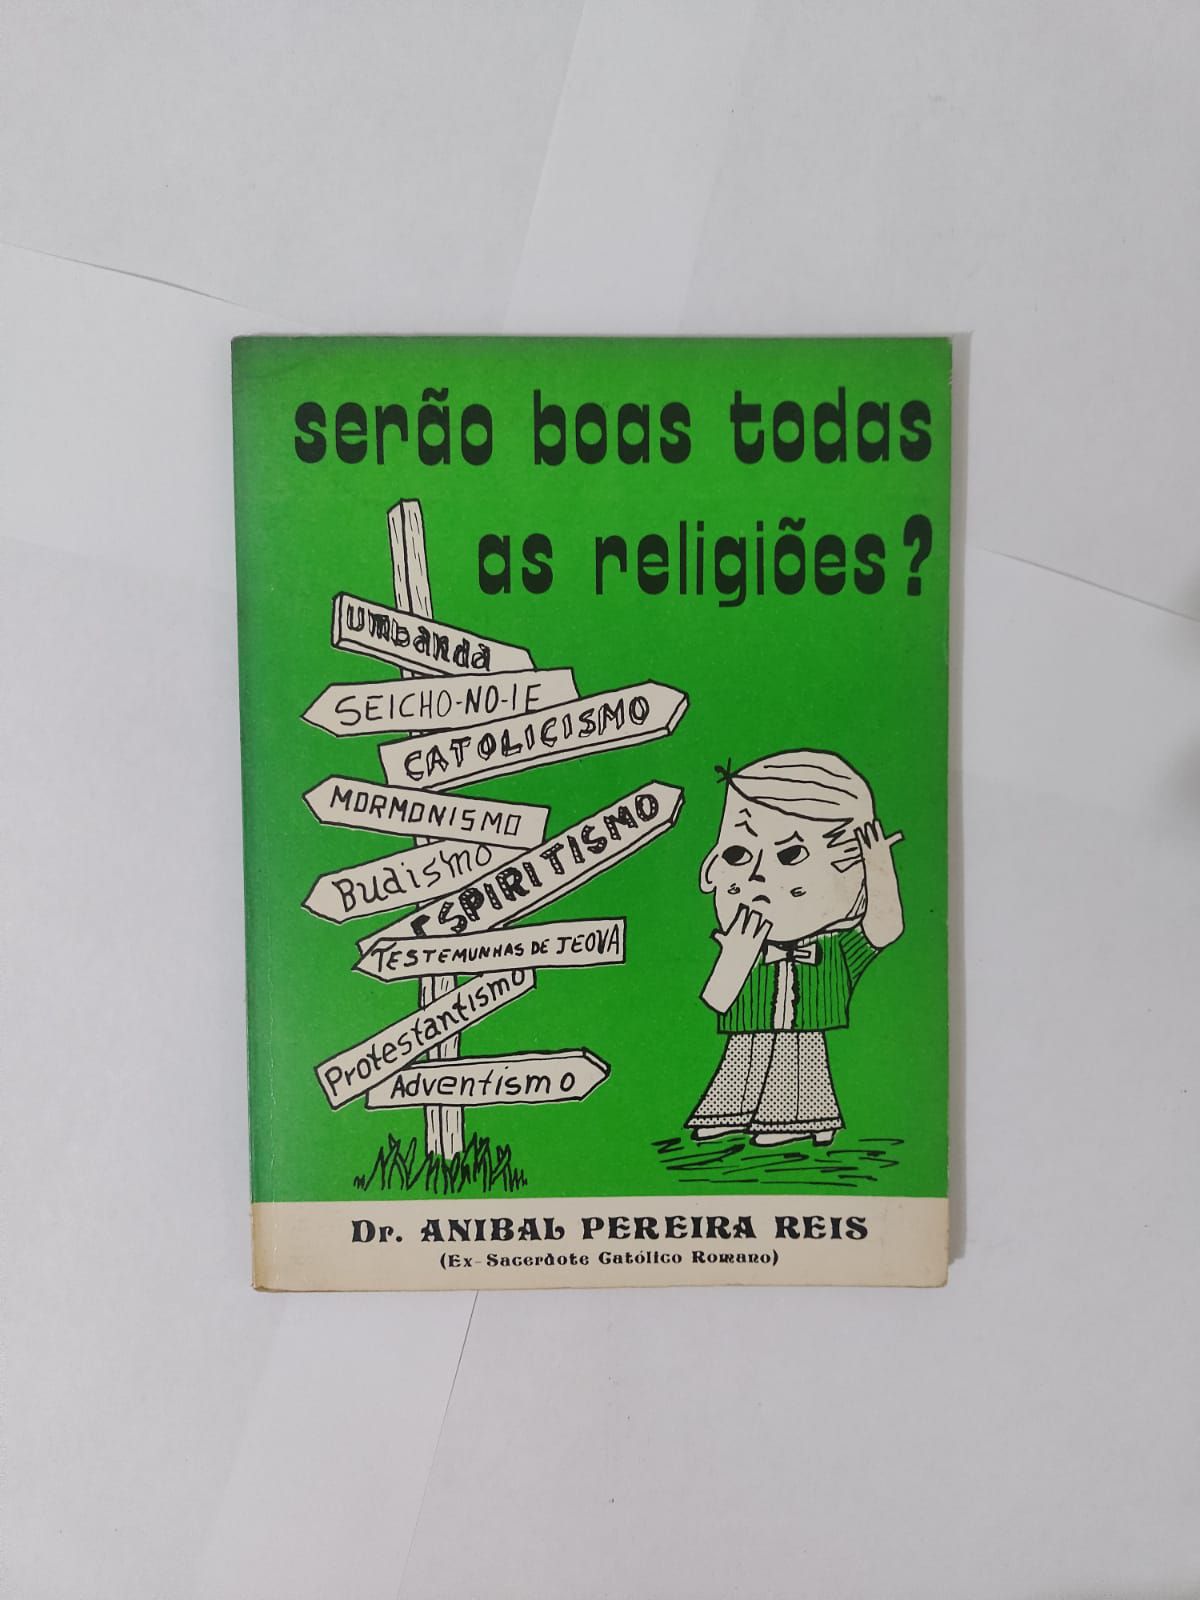 serão boas todas
as religiões?
Umbanda
SEICHO-NO-IE
CATOLICISMO
MORMONISMO
Budismo
ESPIRITISMO
TESTEMUNHAS DE JEOVA
Protestantismo
Adventismo
Dr. ANIBAL PEREIRA REIS
(Ex-Sacerdote Católico Romano)